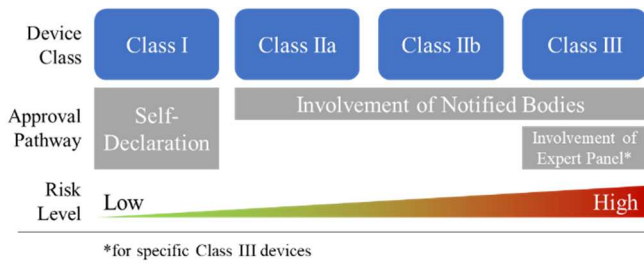 Device
Class
Class I
Class IIa
Class IIb
Class III
Approval
Pathway
Self-
Declaration
Involvement of Notified Bodies
Involvement of
Expert Panel*
Risk
Level
Low
High
*for specific Class III devices